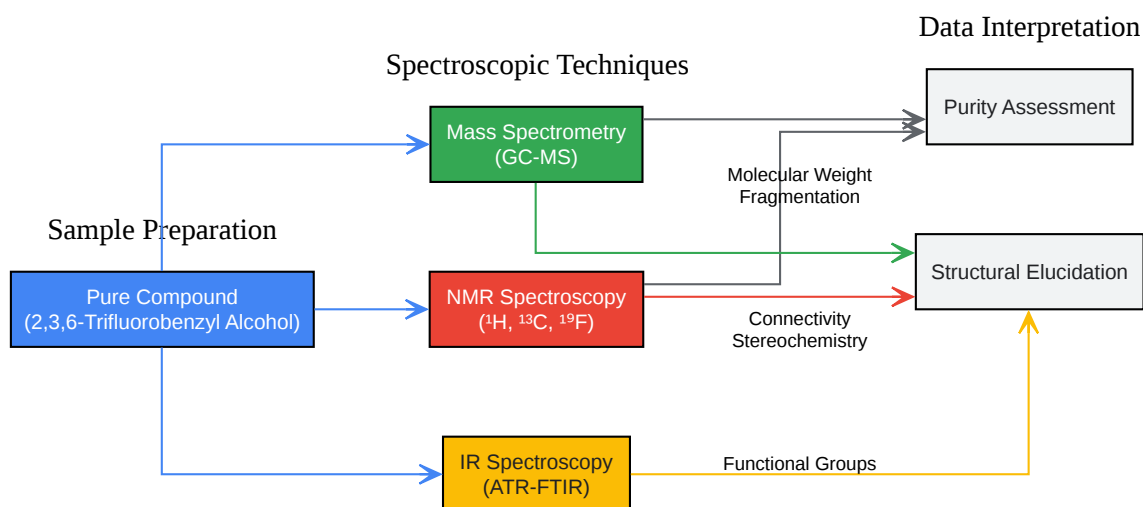 Data Interpretation
Spectroscopic Techniques
Purity Assessment
Mass Spectrometry
(GC-MS)
Molecular Weight
Fragmentation
Sample Preparation
Structural Elucidation
Pure Compound
(2,3,6-Trifluorobenzyl Alcohol)
NMR Spectroscopy
(¹H, ¹³C, ¹⁹F)
Connectivity
Stereochemistry
IR Spectroscopy
(ATR-FTIR)
Functional Groups